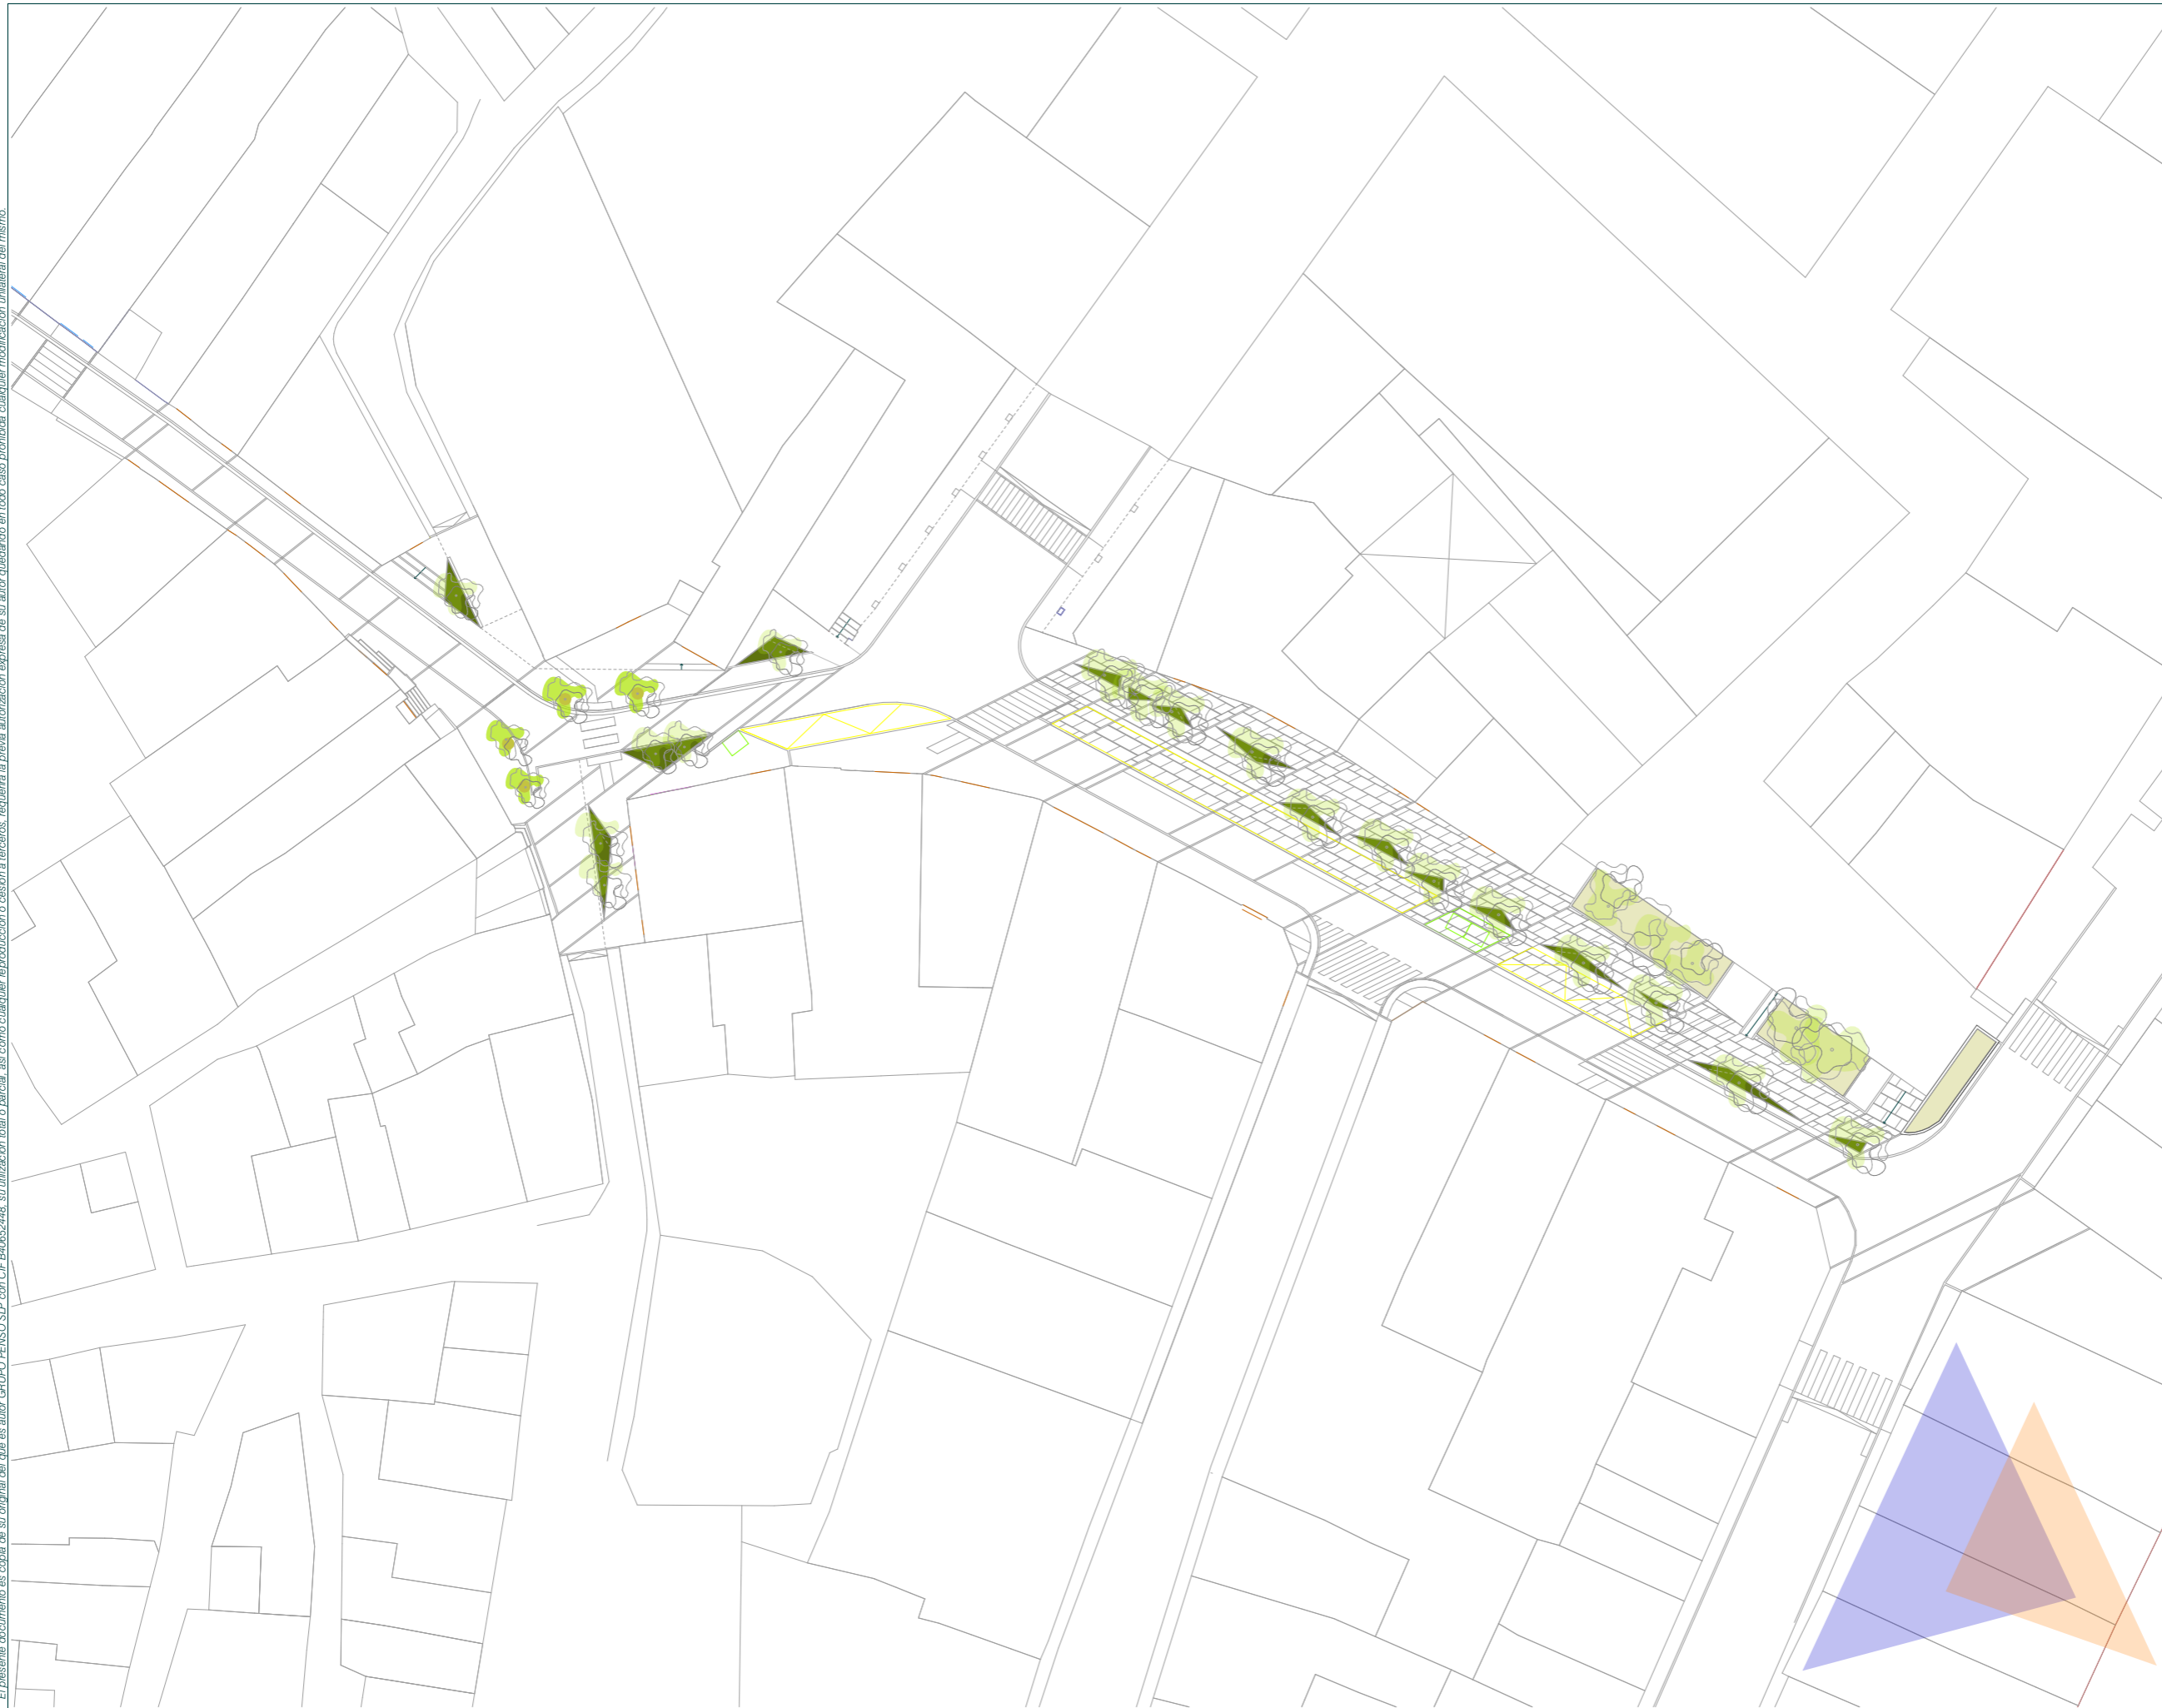 El presente documento es copia de su original del que es autor GRUPO PENSO SLP con CIF B40652448, su utilización total o parcial, así como cualquier reproducción o cesión a terceros, requerirá la previa autorización expresa de su autor quedando en todo caso prohibida cualquier modificación unilateral del mismo.